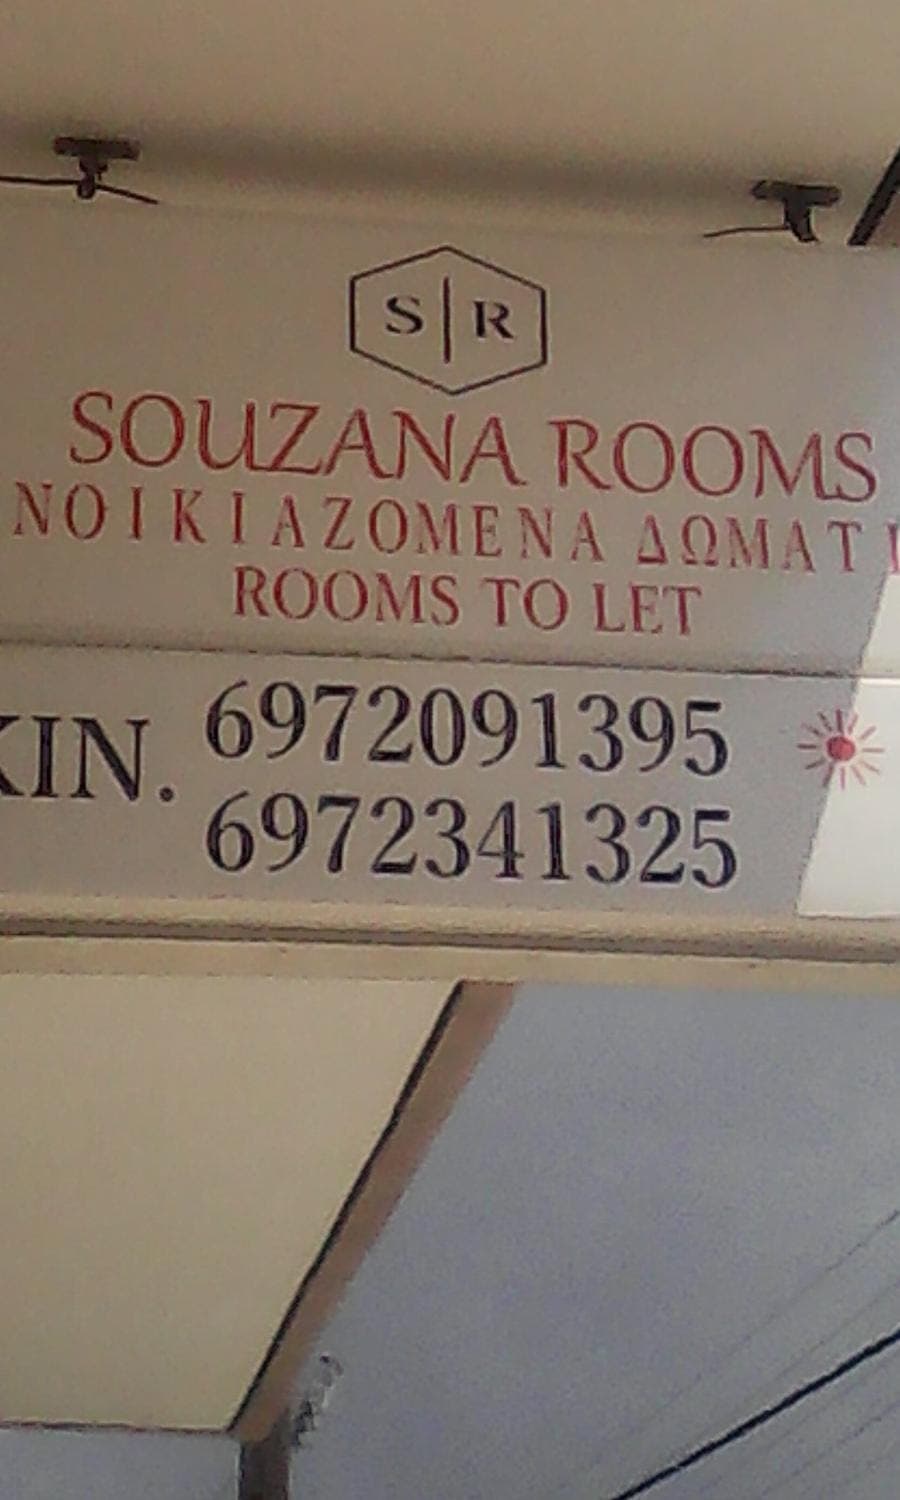 S|R
SOUZANA ROOMS
ΝΟΙΚΙΑΖΟΜΕΝΑ ΔΩΜΑΤΙ
ROOMS TO LET
ΚΙΝ. 6972091395
6972341325